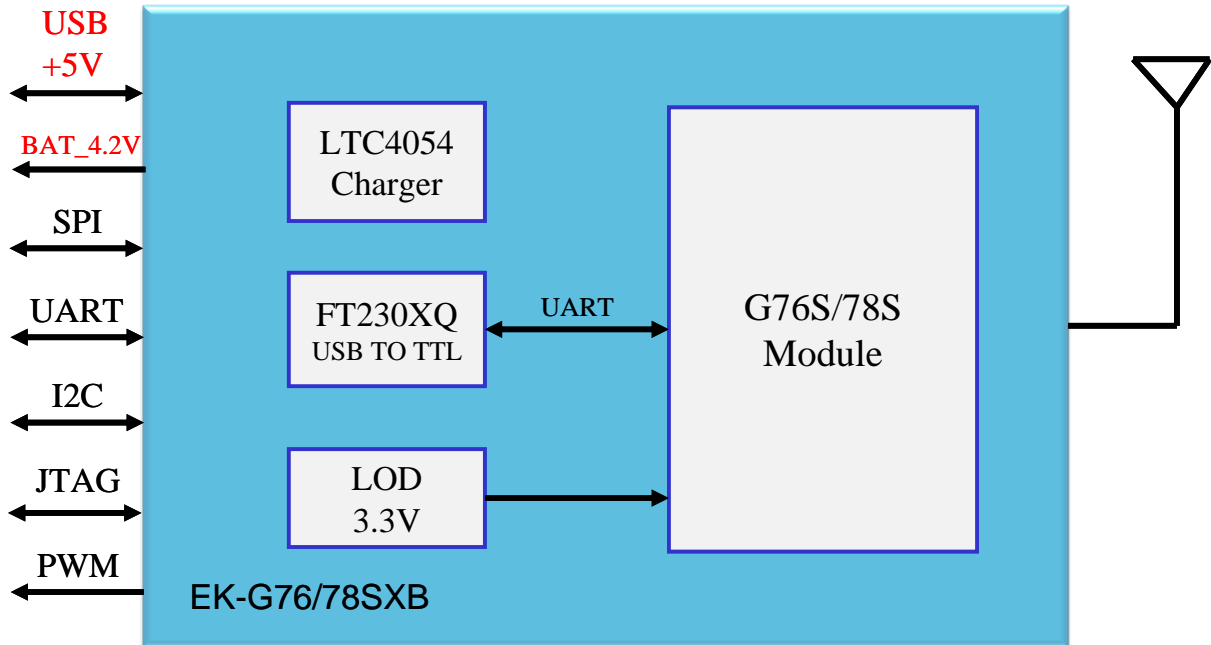 USB
+5V
BAT_4.2V
SPI
UART
I2C
JTAG
PWM
LTC4054
Charger
FT230XQ
USB TO TTL
LOD
3.3V
UART
G76S/78S
Module
EK-G76/78SXB